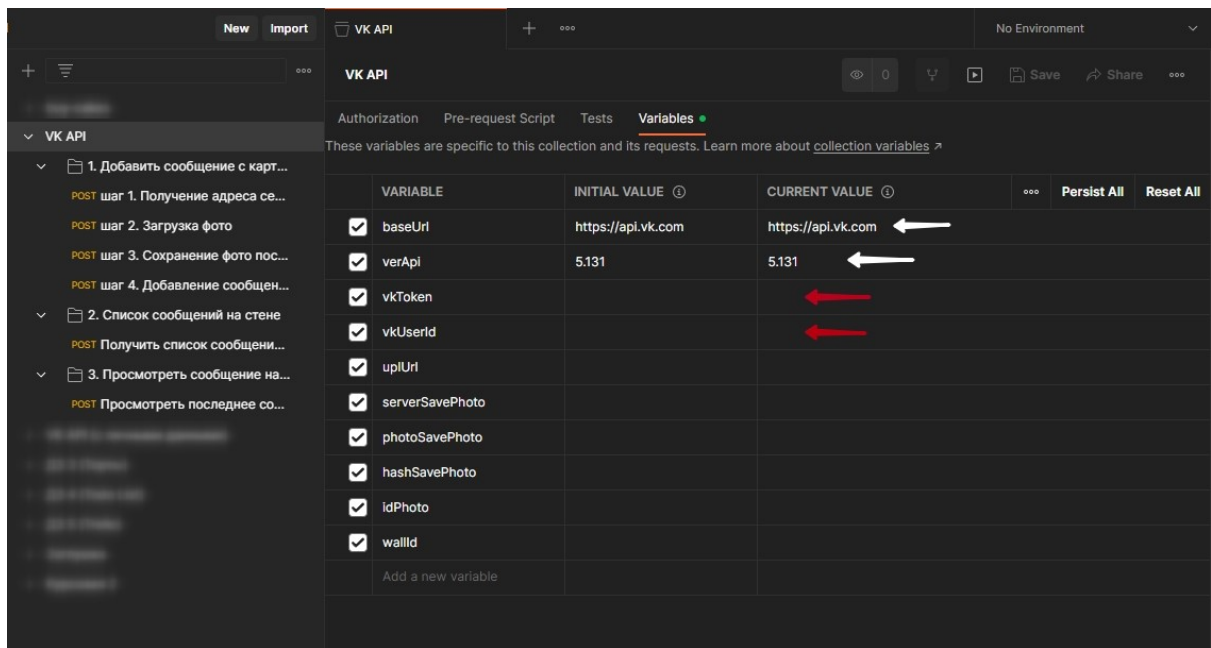 New Import VK API No Environment
VK API 0 Save Share
Authorization Pre-request Script Tests Variables
These variables are specific to this collection and its requests. Learn more about collection variables
VK API
1. Добавить сообщение с карт...
POST шаг 1. Получение адреса се...
POST шаг 2. Загрузка фото
POST шаг 3. Сохранение фото пос...
POST шаг 4. Добавление сообщен...
2. Список сообщений на стене
POST Получить список сообщени...
3. Просмотреть сообщение на...
POST Просмотреть последнее со...
VARIABLE INITIAL VALUE CURRENT VALUE Persist All Reset All
baseUrl https://api.vk.com https://api.vk.com
verApi 5.131 5.131
vkToken
vkUserId
uplUrl
serverSavePhoto
photoSavePhoto
hashSavePhoto
idPhoto
wallId
Add a new variable